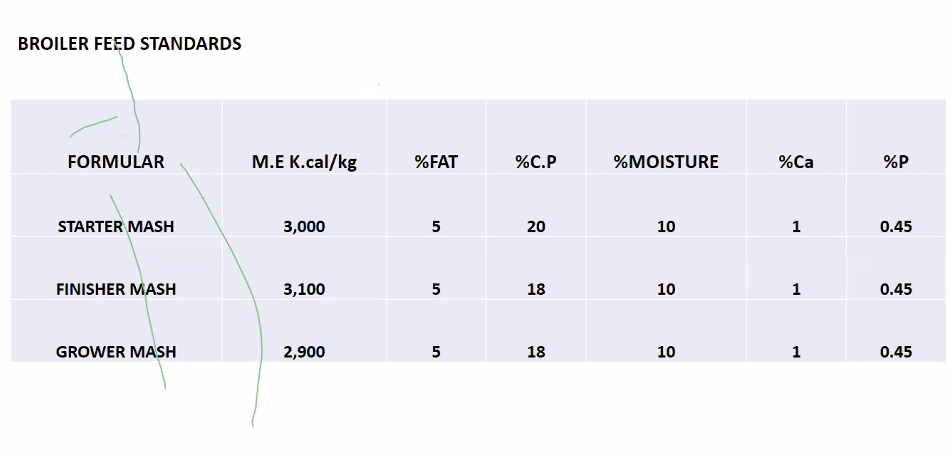 BROILER FEED STANDARDS
FORMULAR M.E K.cal/kg %FAT %C.P %MOISTURE %Ca %P
STARTER MASH 3,000 5 20 10 1 0.45
FINISHER MASH 3,100 5 18 10 1 0.45
GROWER MASH 2,900 5 18 10 1 0.45